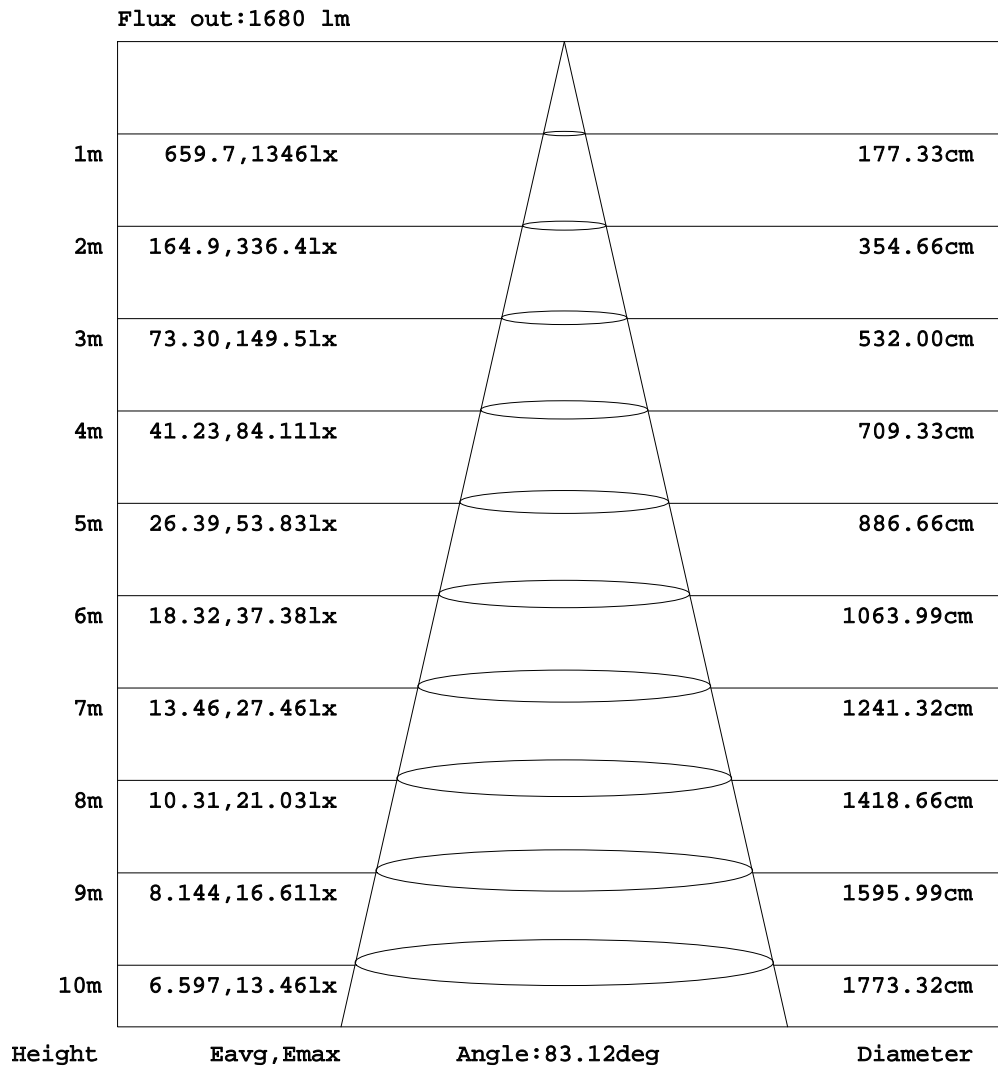 Flux out:1680 lm
1m 659.7,1346lx 177.33cm
2m 164.9,336.4lx 354.66cm
3m 73.30,149.5lx 532.00cm
4m 41.23,84.11lx 709.33cm
5m 26.39,53.83lx 886.66cm
6m 18.32,37.38lx 1063.99cm
7m 13.46,27.46lx 1241.32cm
8m 10.31,21.03lx 1418.66cm
9m 8.144,16.61lx 1595.99cm
10m 6.597,13.46lx 1773.32cm
Height Eavg,Emax Angle:83.12deg Diameter